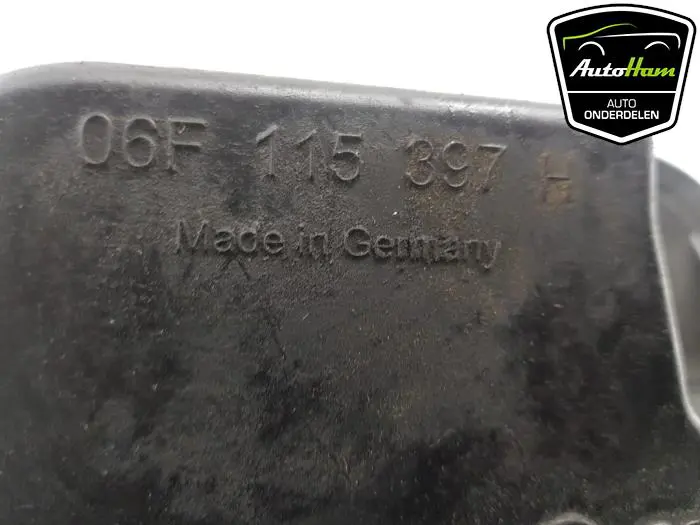 AutoHam
AUTO
ONDERDELEN
06F 115 397 H
Made in Germany